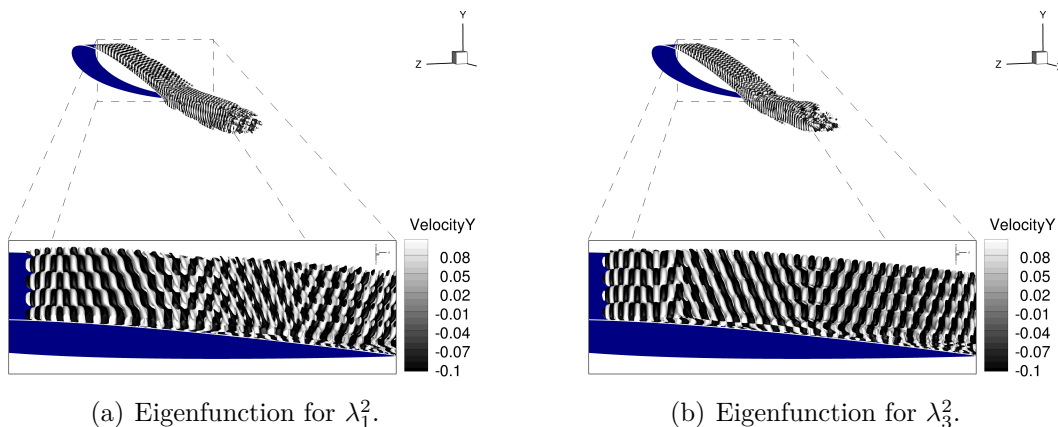 Y
Z
VelocityY
0.08
0.05
0.02
-0.01
-0.04
-0.07
-0.1
(a) Eigenfunction for λ₁².
Y
Z
VelocityY
0.08
0.05
0.02
-0.01
-0.04
-0.07
-0.1
(b) Eigenfunction for λ₃².